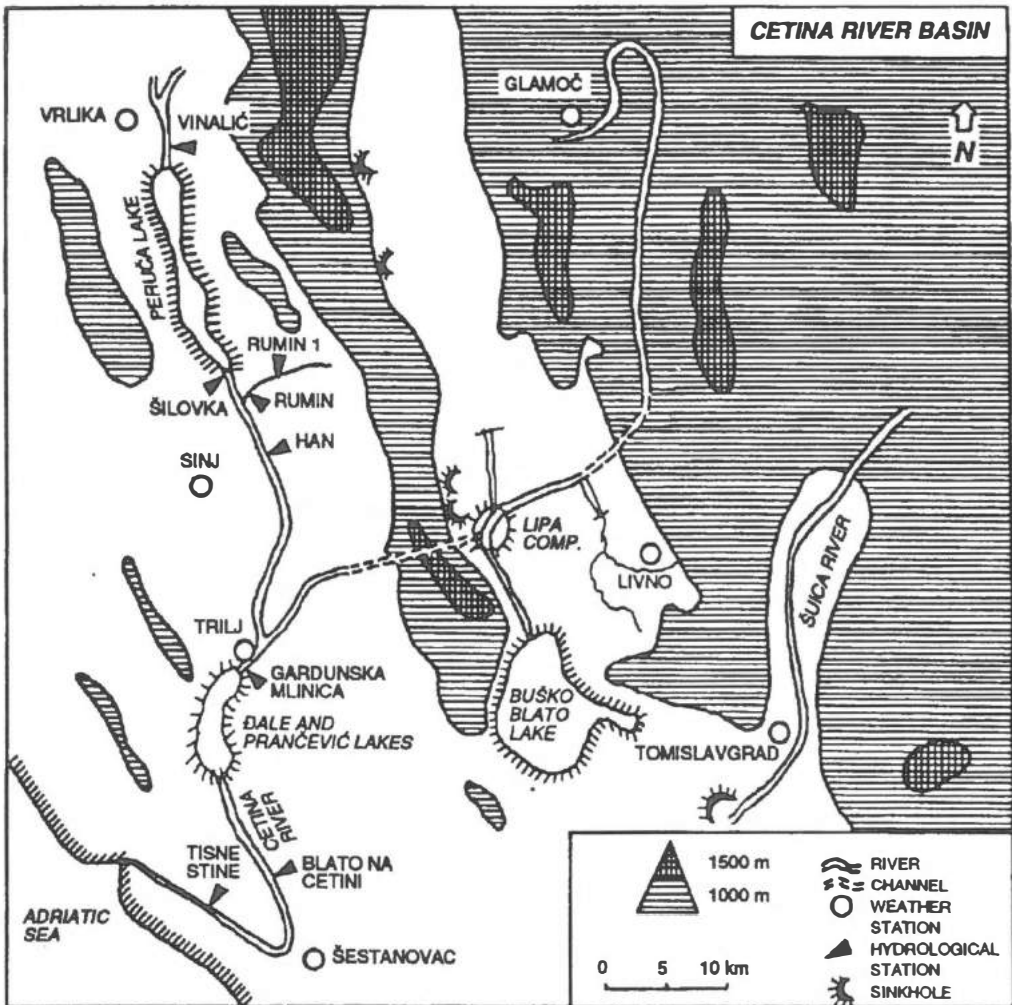 CETINA RIVER BASIN
GLAMOČ
VRLIKA
VINALIĆ
N
PERUČA LAKE
RUMIN 1
ŠILOVKA
RUMIN
HAN
SINJ
LIPA
COMP.
LIVNO
ŠUICA RIVER
TRILJ
GARDUNSKA
MLINICA
BUŠKO
BLATO
LAKE
ĐALE AND
PRANČEVIĆ LAKES
TOMISLAVGRAD
CETINA
RIVER
TISNE
STINE
BLATO NA
CETINI
ADRIATIC
SEA
ŠESTANOVAC
1500 m
1000 m
0 5 10 km
RIVER
CHANNEL
WEATHER
STATION
HYDROLOGICAL
STATION
SINKHOLE